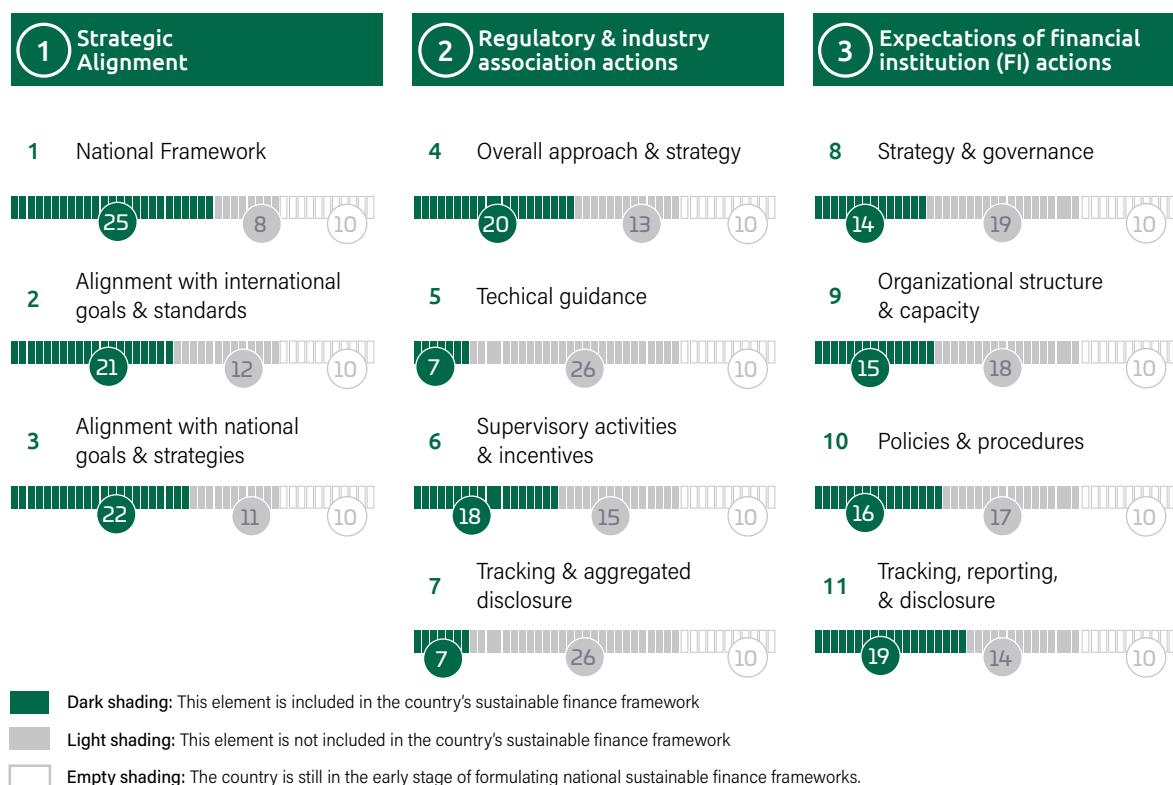 1 Strategic
Alignment
1 National Framework
25 8 10
2 Alignment with international
goals & standards
21 12 10
3 Alignment with national
goals & strategies
22 11 10
2 Regulatory & industry
association actions
4 Overall approach & strategy
20 13 10
5 Techical guidance
7 26 10
6 Supervisory activities
& incentives
18 15 10
7 Tracking & aggregated
disclosure
7 26 10
3 Expectations of financial
institution (FI) actions
8 Strategy & governance
14 19 10
9 Organizational structure
& capacity
15 18 10
10 Policies & procedures
16 17 10
11 Tracking, reporting,
& disclosure
19 14 10
Dark shading: This element is included in the country's sustainable finance framework
Light shading: This element is not included in the country's sustainable finance framework
Empty shading: The country is still in the early stage of formulating national sustainable finance frameworks.